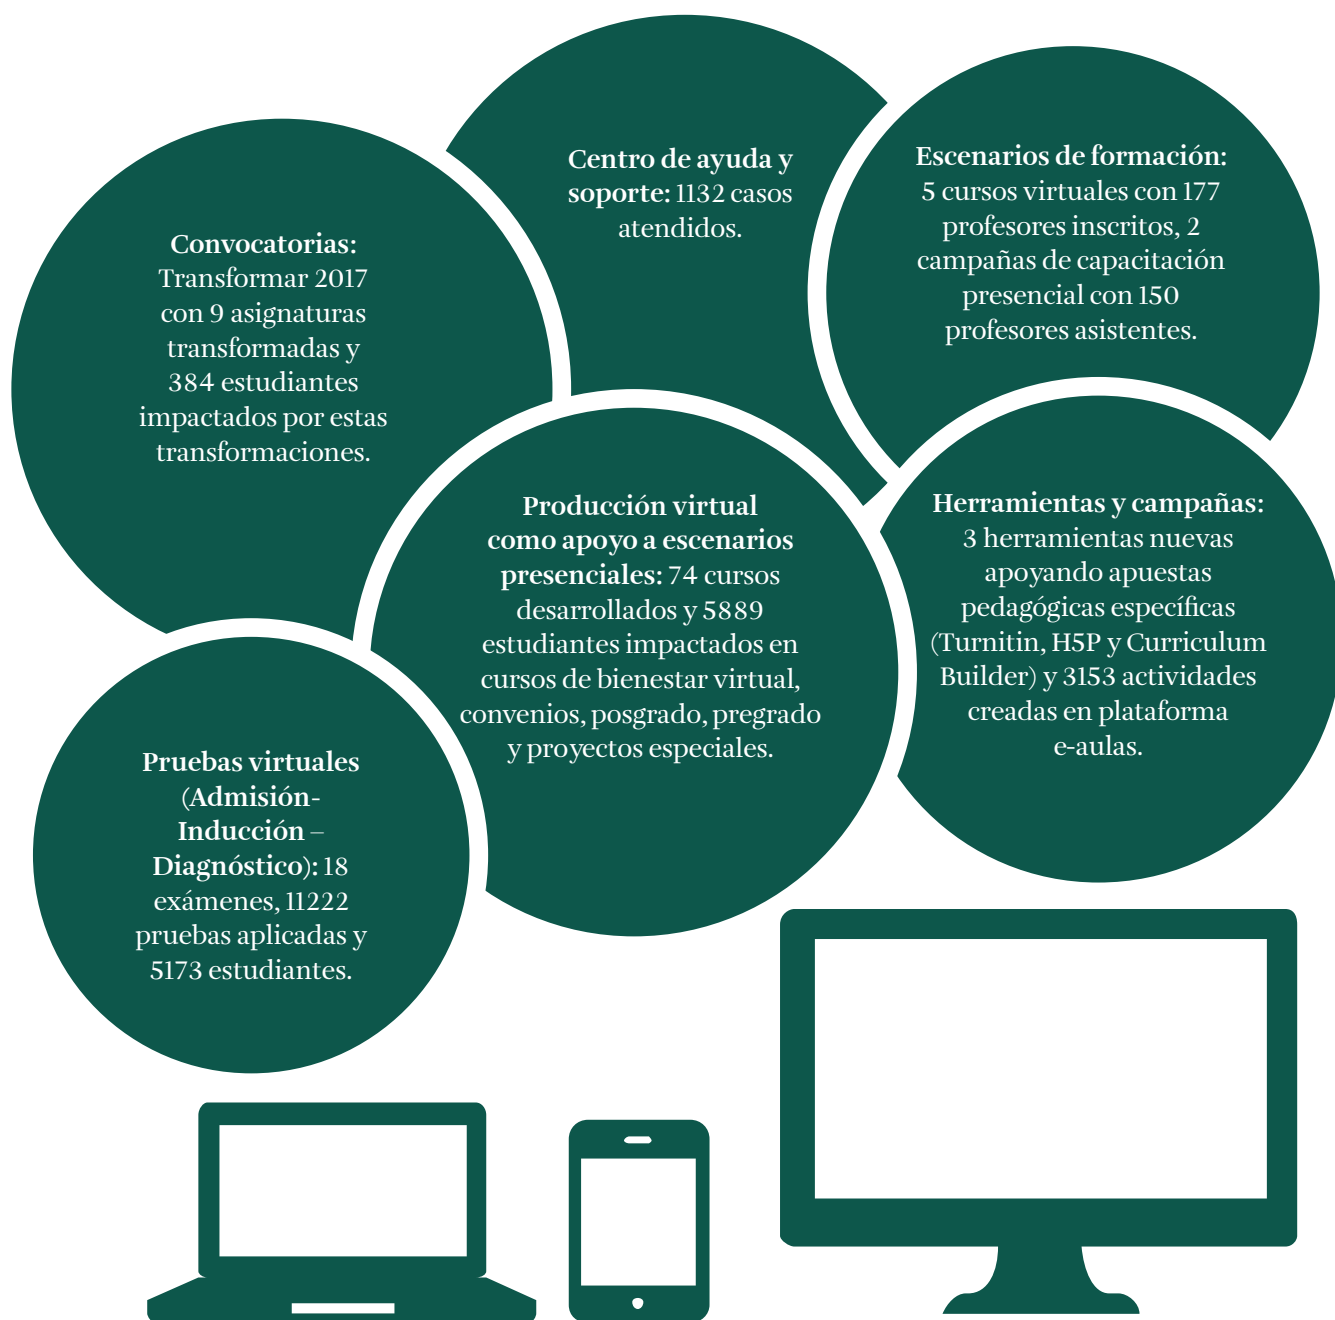 Centro de ayuda y
soporte: 1132 casos
atendidos.
Escenarios de formación:
5 cursos virtuales con 177
profesores inscritos, 2
campañas de capacitación
presencial con 150
profesores asistentes.
Convocatorias:
Transformar 2017
con 9 asignaturas
transformadas y
384 estudiantes
impactados por estas
transformaciones.
Producción virtual
como apoyo a escenarios
presenciales: 74 cursos
desarrollados y 5889
estudiantes impactados en
cursos de bienestar virtual,
convenios, posgrado, pregrado
y proyectos especiales.
Herramientas y campañas:
3 herramientas nuevas
apoyando apuestas
pedagógicas específicas
(Turnitin, H5P y Curriculum
Builder) y 3153 actividades
creadas en plataforma
e-aulas.
Pruebas virtuales
(Admisión-
Inducción –
Diagnóstico): 18
exámenes, 11222
pruebas aplicadas y
5173 estudiantes.